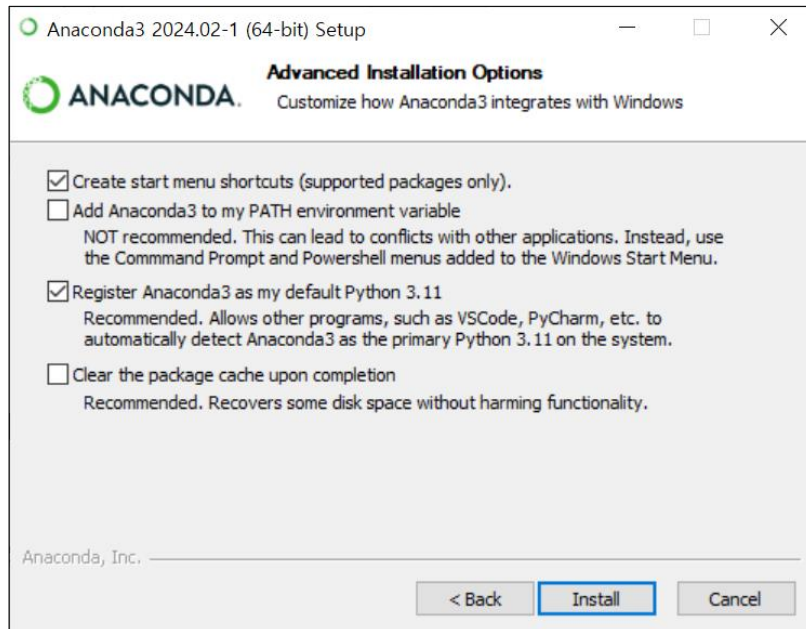 Anaconda3 2024.02-1 (64-bit) Setup
ANACONDA.
Advanced Installation Options
Customize how Anaconda3 integrates with Windows
Create start menu shortcuts (supported packages only).
Add Anaconda3 to my PATH environment variable
NOT recommended. This can lead to conflicts with other applications. Instead, use
the Commmand Prompt and Powershell menus added to the Windows Start Menu.
Register Anaconda3 as my default Python 3.11
Recommended. Allows other programs, such as VSCode, PyCharm, etc. to
automatically detect Anaconda3 as the primary Python 3.11 on the system.
Clear the package cache upon completion
Recommended. Recovers some disk space without harming functionality.
Anaconda, Inc.
< Back Install Cancel